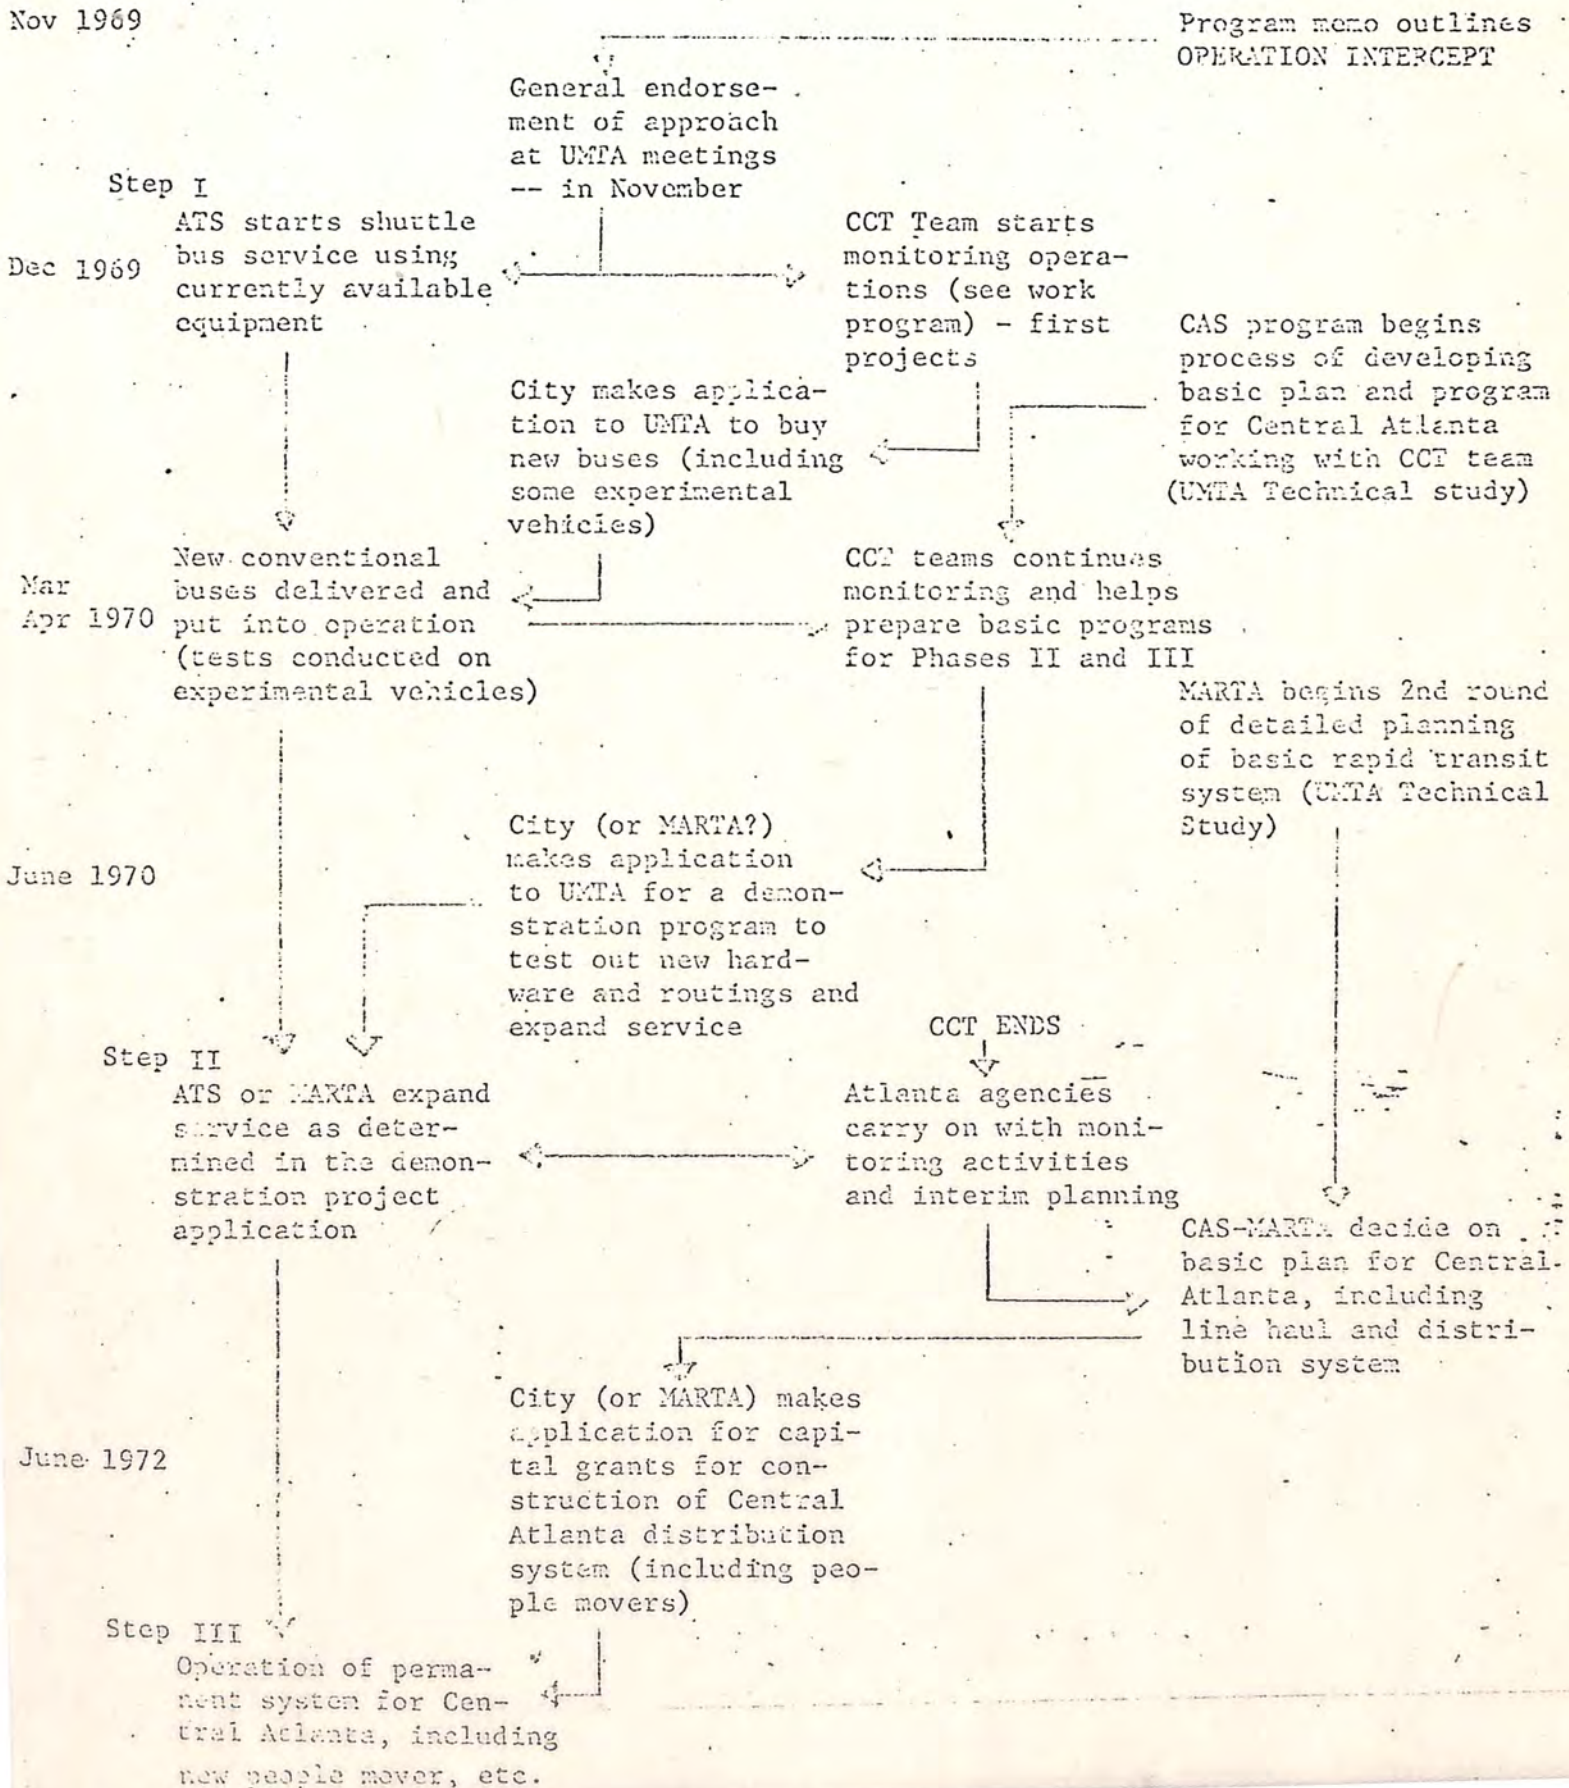 Nov 1969
Program memo outlines
OPERATION INTERCEPT
General endorse-
ment of approach
at UMTA meetings
-- in November
Step I
ATS starts shuttle
bus service using
currently available
equipment
Dec 1969
CCT Team starts
monitoring opera-
tions (see work
program) - first
projects
CAS program begins
process of developing
basic plan and program
for Central Atlanta
working with CCT team
(UMTA Technical study)
City makes applica-
tion to UMTA to buy
new buses (including
some experimental
vehicles)
Mar
Apr 1970
New conventional
buses delivered and
put into operation
(tests conducted on
experimental vehicles)
CCT teams continues
monitoring and helps
prepare basic programs
for Phases II and III
MARTA begins 2nd round
of detailed planning
of basic rapid transit
system (UMTA Technical
Study)
June 1970
City (or MARTA?)
makes application
to UMTA for a demon-
stration program to
test out new hard-
ware and routings and
expand service
Step II
ATS or MARTA expand
service as deter-
mined in the demon-
stration project
application
CCT ENDS
Atlanta agencies
carry on with moni-
toring activities
and interim planning
CAS-MARTA decide on
basic plan for Central
Atlanta, including
line haul and distri-
bution system
June 1972
City (or MARTA) makes
application for capi-
tal grants for con-
struction of Central
Atlanta distribution
system (including peo-
ple movers)
Step III
Operation of perma-
nent system for Cen-
tral Atlanta, including
new people mover, etc.